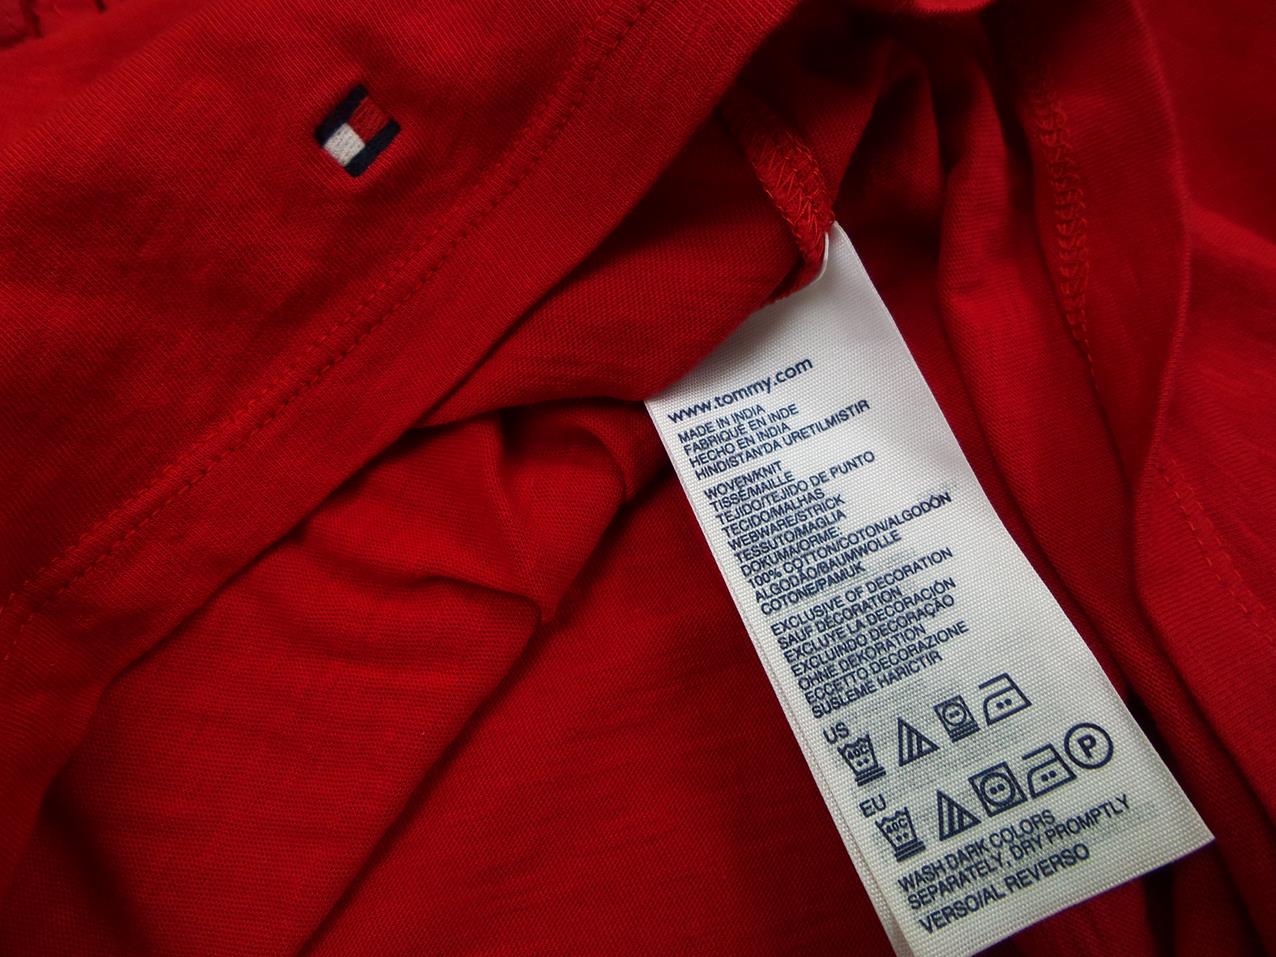 www.tommy.com
MADE IN INDIA
FABRIQUÉ EN INDE
HECHO EN INDIA
HINDISTAN'DA URETILMISTIR
WOVEN/KNIT
TISSÉ/MAILLE
TEJIDO/TEJIDO DE PUNTO
TECIDO/MALHAS
WEBWARE/STRICK
TESSUTO/MAGLIA
DOKUMA/ORME
100% COTTON/COTON/ALGODÓN
ALGODÃO/BAUMWOLLE
COTONE/PAMUK
EXCLUSIVE OF DECORATION
SAUF DÉCORATION
EXCLUYE LA DECORACIÓN
EXCLUINDO DECORAÇÃO
OHNE DEKORATION
ECCETTO DECORAZIONE
SUSLEME HARICTIR
US
40C
EU
40C
P
WASH DARK COLORS
SEPARATELY, DRY PROMPTLY
VERSO/AL REVERSO